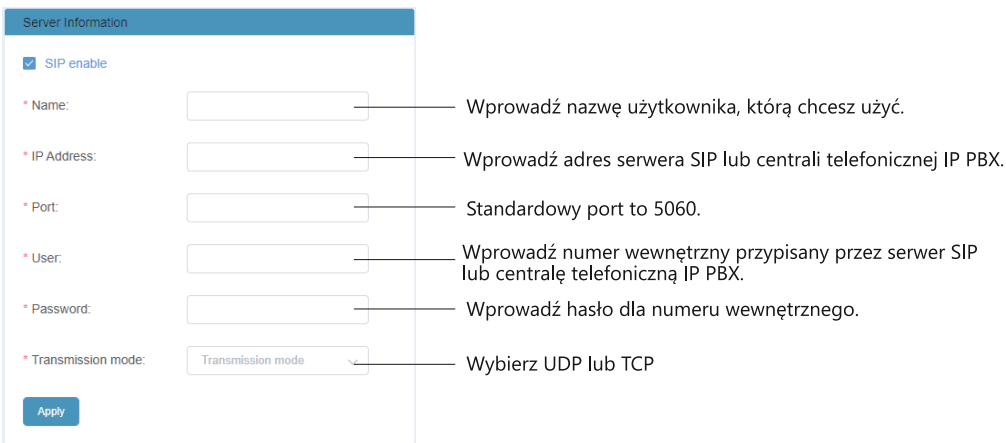 Server Information
SIP enable
* Name:
Wprowadź nazwę użytkownika, którą chcesz użyć.
* IP Address:
Wprowadź adres serwera SIP lub centrali telefonicznej IP PBX.
* Port:
Standardowy port to 5060.
* User:
Wprowadź numer wewnętrzny przypisany przez serwer SIP
lub centralę telefoniczną IP PBX.
* Password:
Wprowadź hasło dla numeru wewnętrznego.
* Transmission mode:
Transmission mode
Wybierz UDP lub TCP
Apply